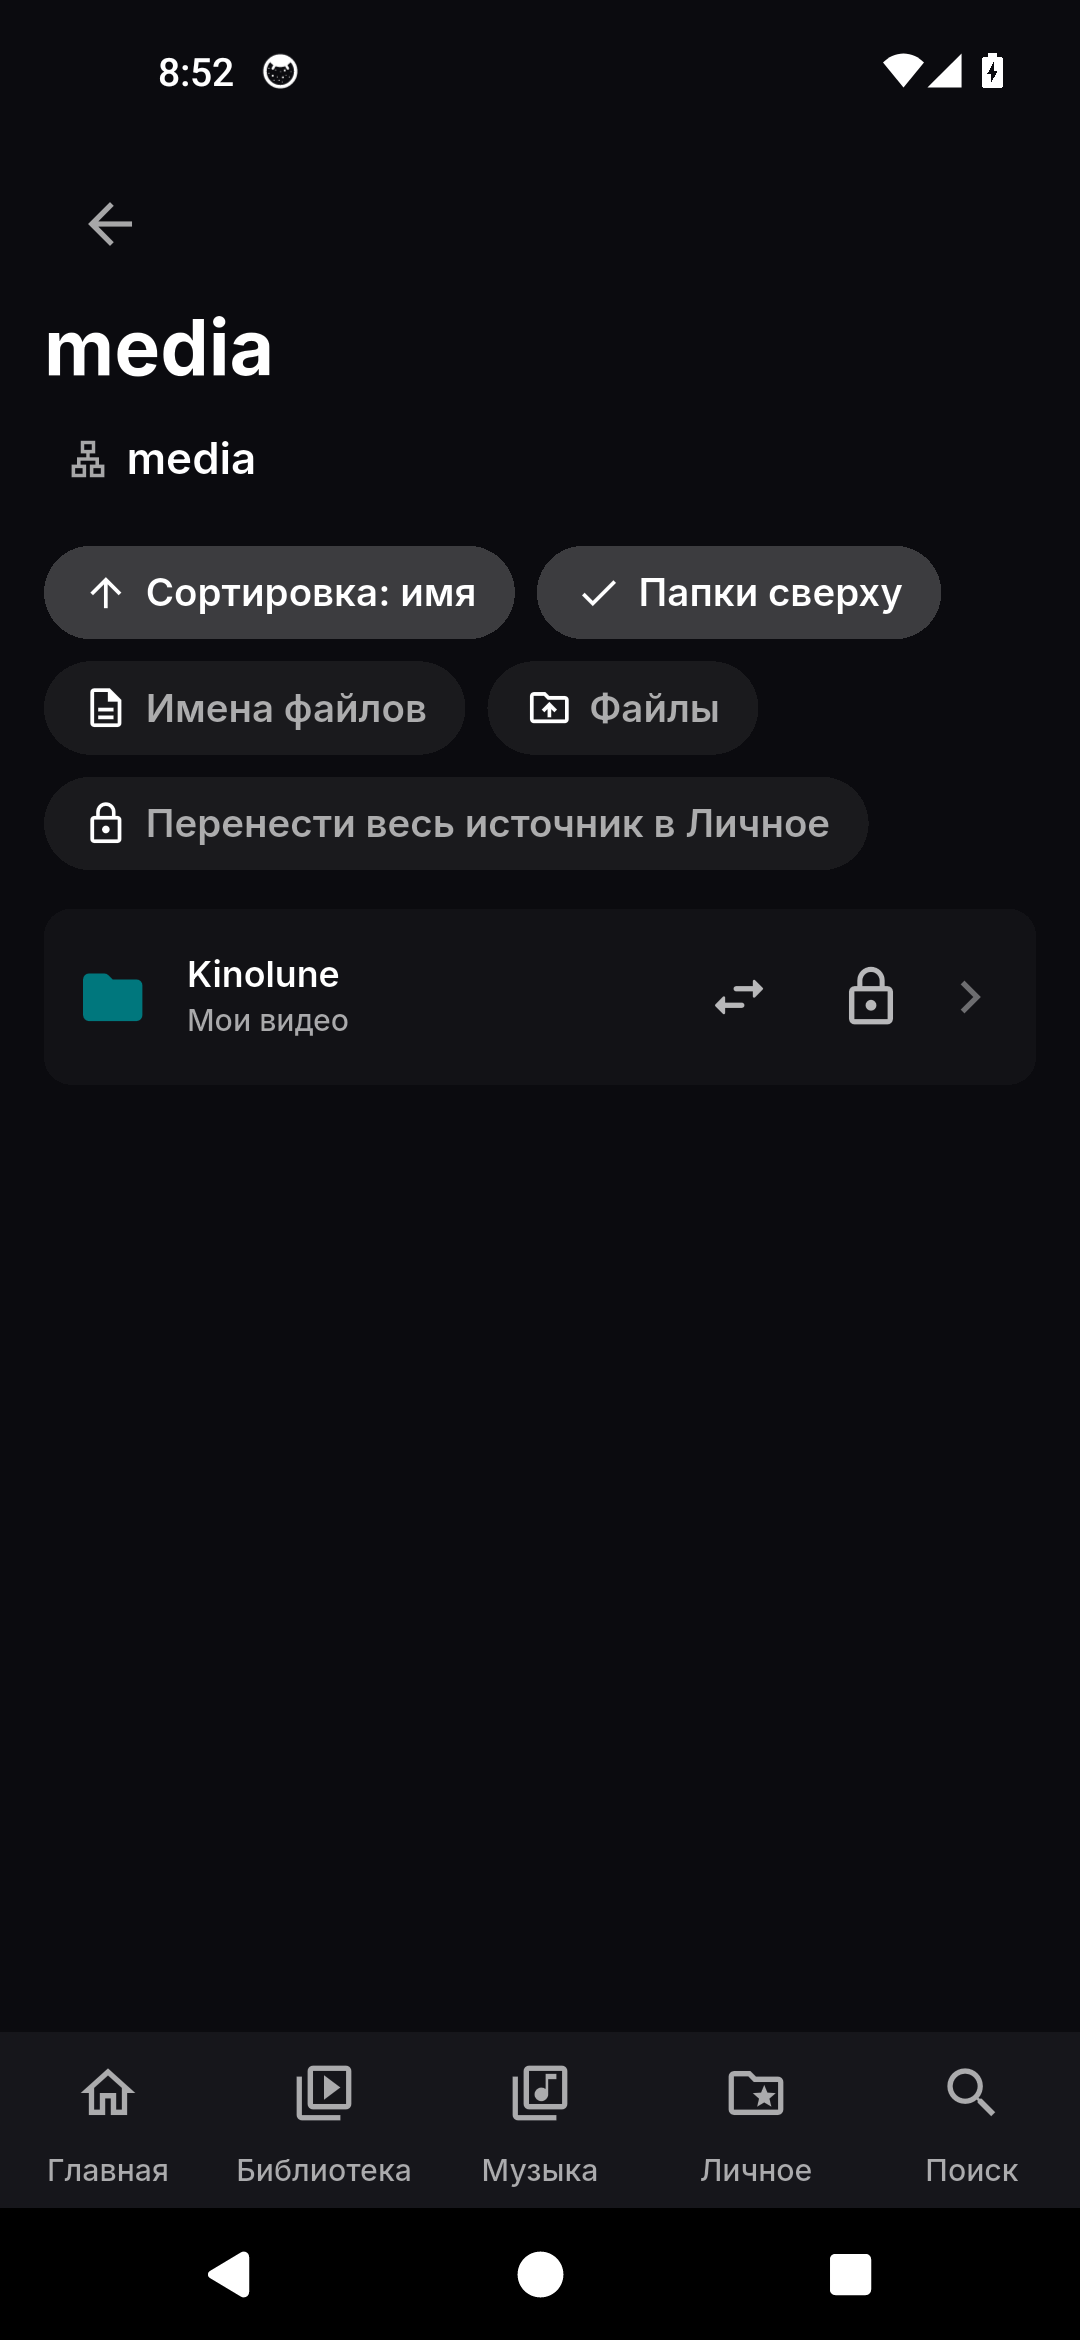 8:52
media
media
Сортировка: имя
Папки сверху
Имена файлов
Файлы
Перенести весь источник в Личное
Kinolune
Мои видео
Главная
Библиотека
Музыка
Личное
Поиск